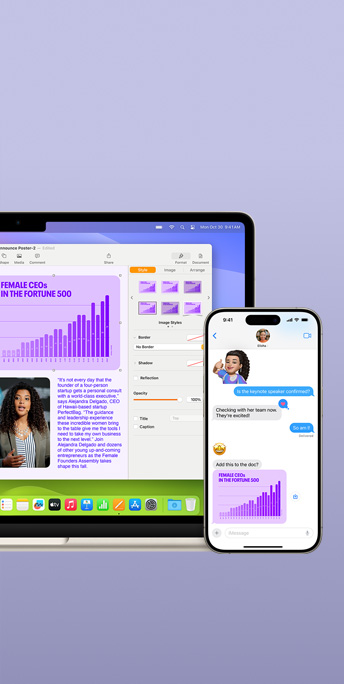 Mon Oct 30 9:41 AM
nnounce Poster-2 — Edited
Shape Media Comment
Share
Format Document
Style Image Arrange
Image Styles
Border
No Border
Shadow
Reflection
Opacity
100%
Title
Caption
FEMALE CEOs
IN THE FORTUNE 500
"It's not every day that the
founder of a four-person
startup gets a personal consult
with a world-class executive,"
says Alejandra Delgado, CEO
of Hawaii-based startup
PerfectBag. "The guidance
and leadership experience
these incredible women bring
to the table give me the tools I
need to take my own business
to the next level." Join
Alejandra Delgado and dozens
of other young up-and-coming
entrepreneurs as the Female
Founders Assembly takes
shape this fall.
tv
9:41
Is the keynote speaker confirmed?
Checking with her team now.
They're excited!
So am I!
Delivered
Add this to the doc?
FEMALE CEOs
IN THE FORTUNE 500
iMessage